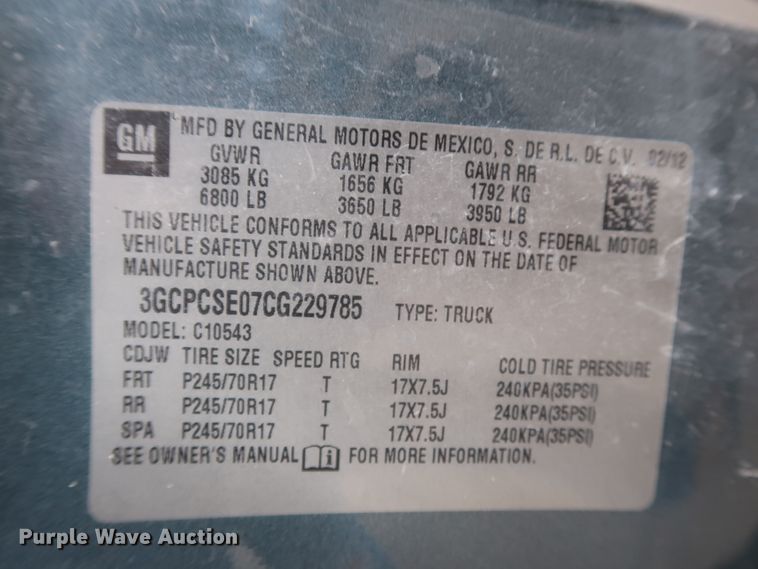 GM MFD BY GENERAL MOTORS DE MEXICO, S. DE R.L. DE C.V. 02/12
GVWR GAWR FRT GAWR RR
3085 KG 1656 KG 1792 KG
6800 LB 3650 LB 3950 LB
THIS VEHICLE CONFORMS TO ALL APPLICABLE U.S. FEDERAL MOTOR
VEHICLE SAFETY STANDARDS IN EFFECT ON THE DATE OF
MANUFACTURE SHOWN ABOVE.
3GCPCSE07CG229785 TYPE: TRUCK
MODEL: C10543
CDJW TIRE SIZE SPEED RTG RIM COLD TIRE PRESSURE
FRT P245/70R17 T 17X7.5J 240KPA(35PSI)
RR P245/70R17 T 17X7.5J 240KPA(35PSI)
SPA P245/70R17 T 17X7.5J 240KPA(35PSI)
SEE OWNER'S MANUAL i FOR MORE INFORMATION.
Purple Wave Auction